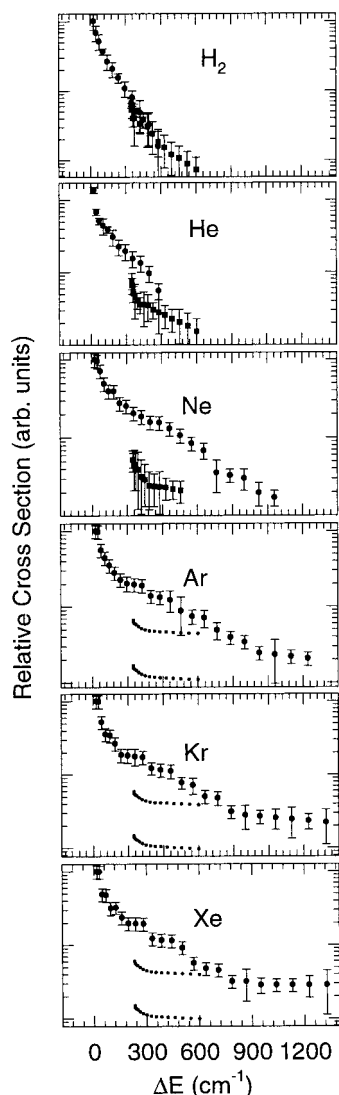 H2
He
Ne
Ar
Kr
Xe
Relative Cross Section (arb. units)
0 300 600 900 1200
ΔE (cm-1)